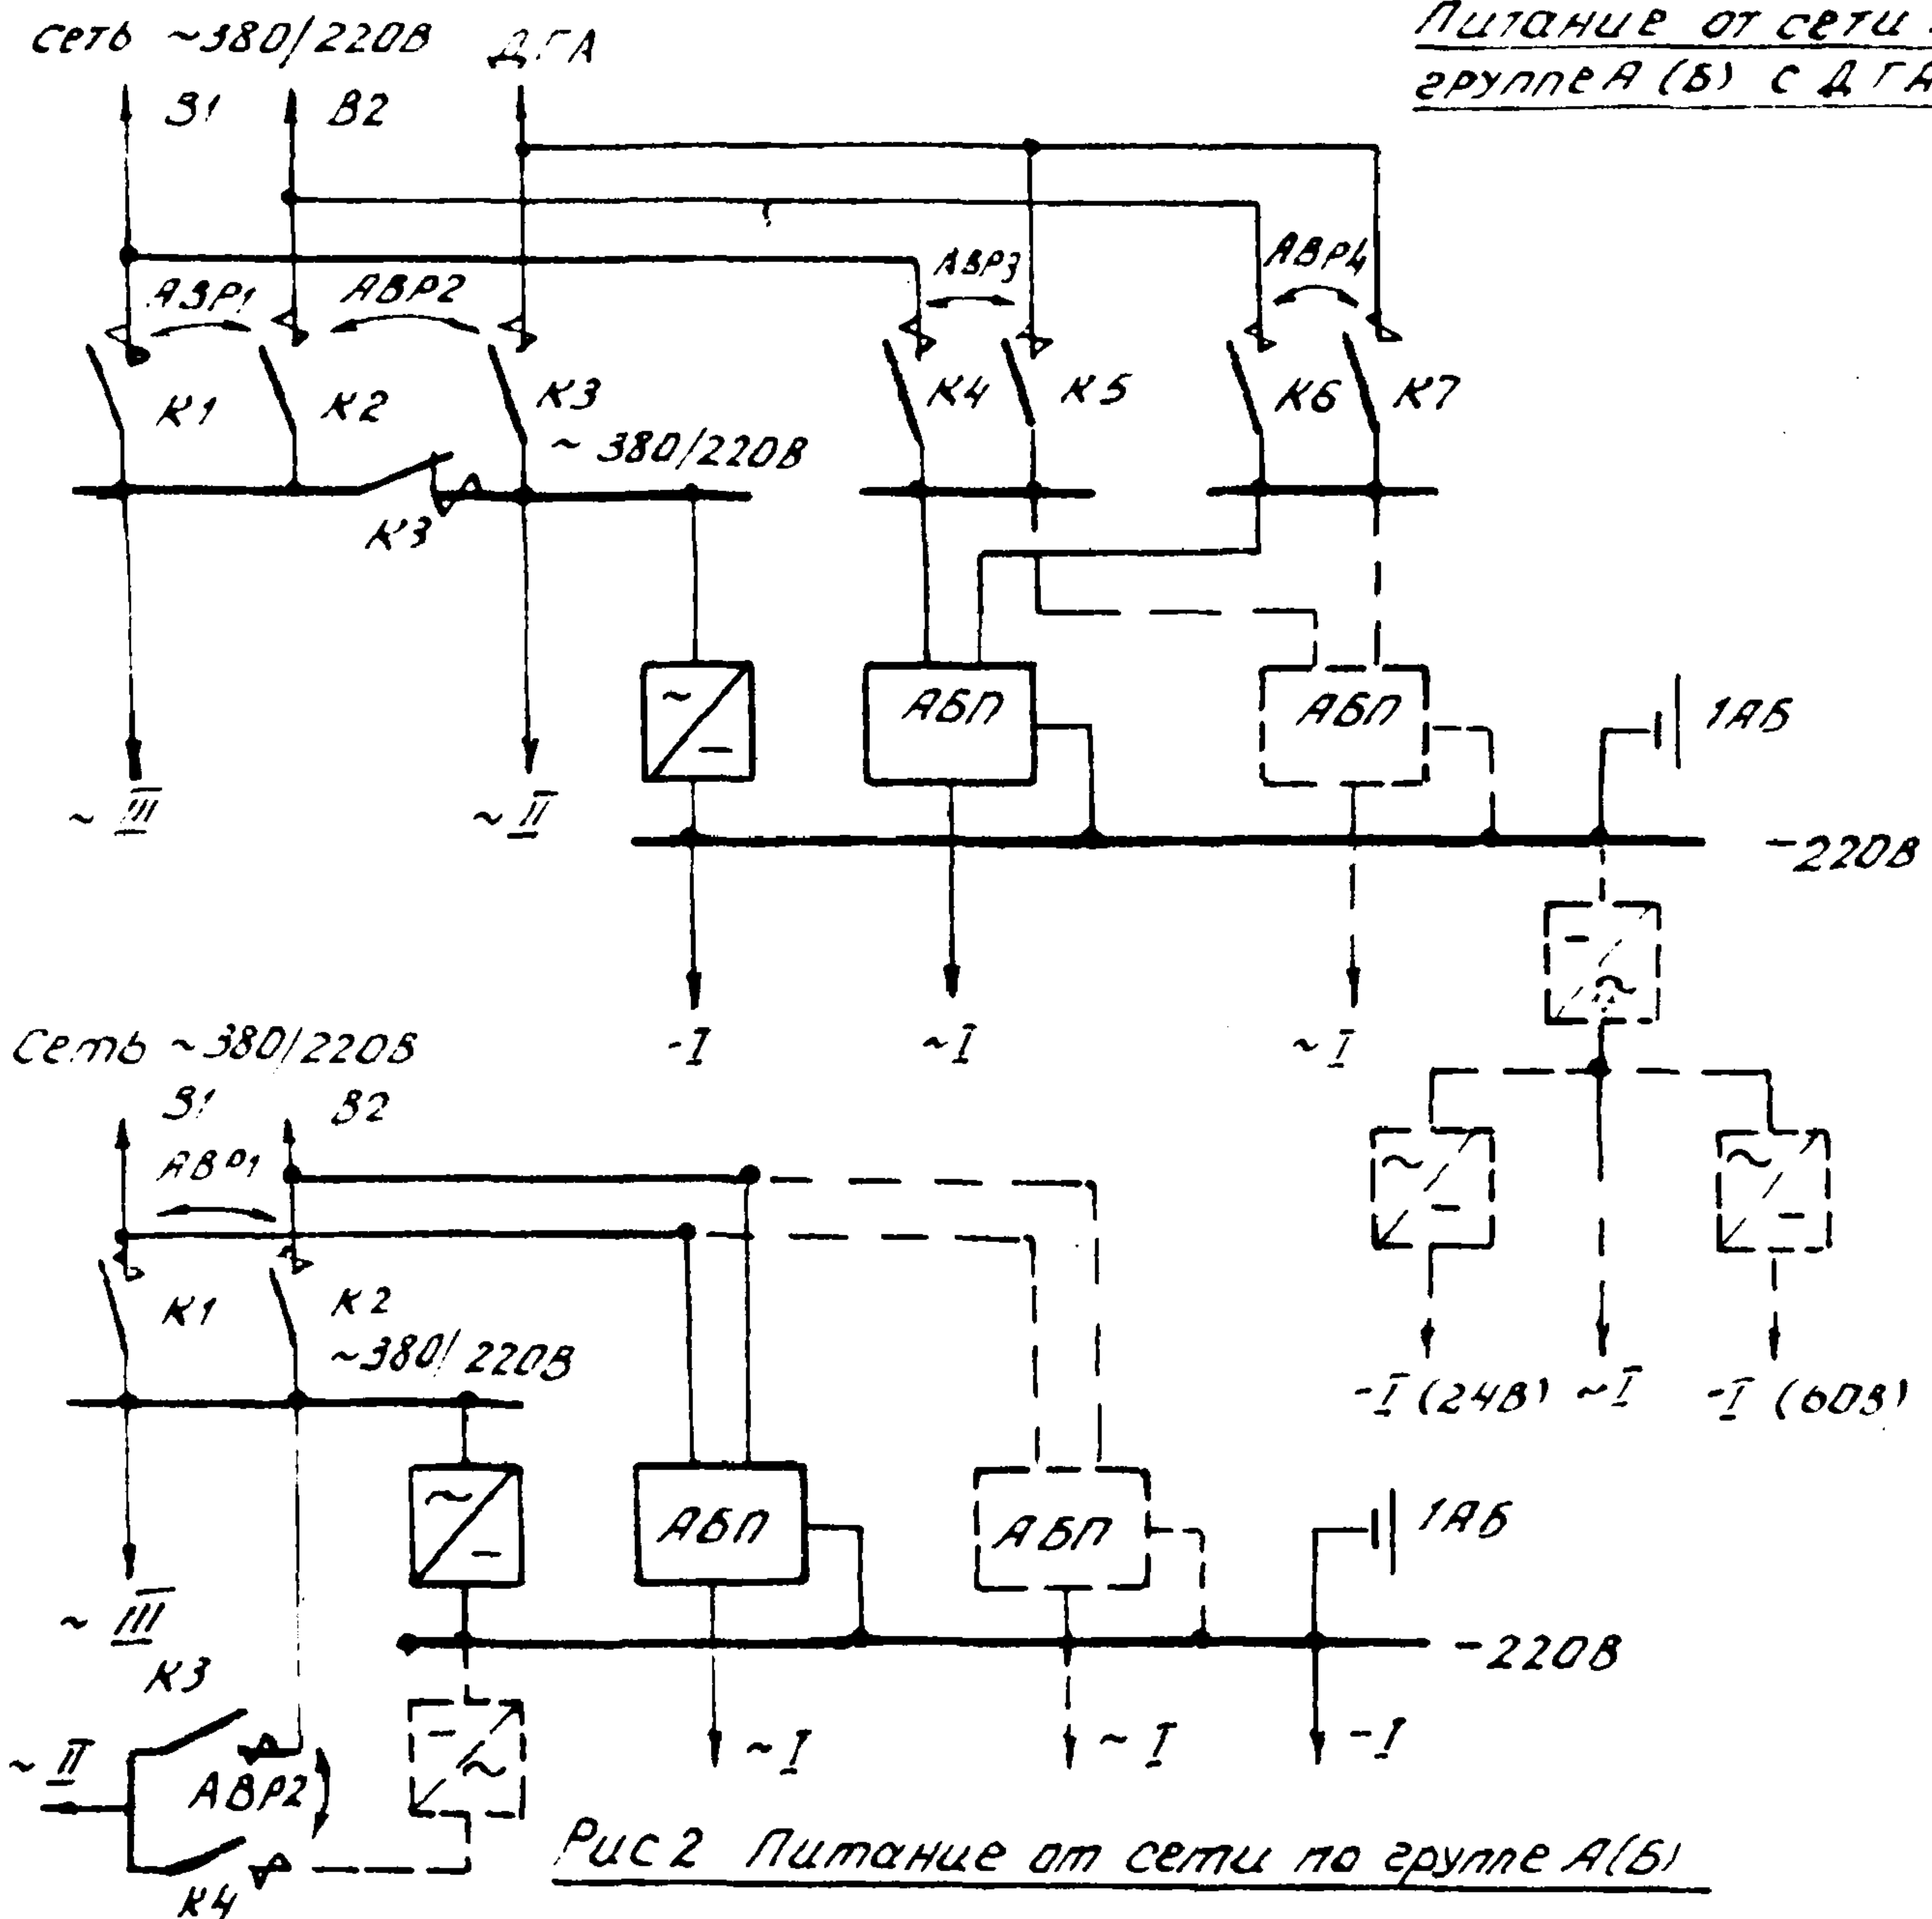 Питание от сети
группе А (Б) с ДГА
сеть ~380/220В ДГА
В1 В2
АВР1 АВР2 АВР3 АВР4
К1 К2 К3 К4 К5 К6 К7
~ 380/220В
К3
~ АБП АБП 1АБ
–
~ III ~ II
-220В
- ~
-I ~I ~I
~ – ~ –
-I (24В) ~I -I (60В)
Сеть ~380/220В
В1 В2
АВР1
К1 К2
~380/220В
~ – АБП АБП 1АБ
~ III
-220В
К3
- ~
~ I ~ I -I
~ II
АВР2
К4
Рис 2 Питание от сети по группе А(Б)